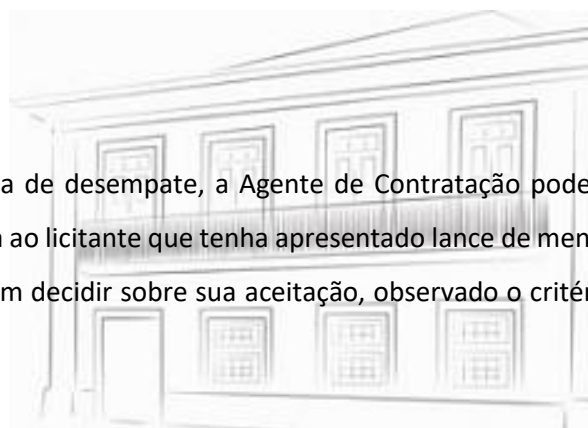 a de desempate, a Agente de Contratação pode
ao licitante que tenha apresentado lance de men
m decidir sobre sua aceitação, observado o crité